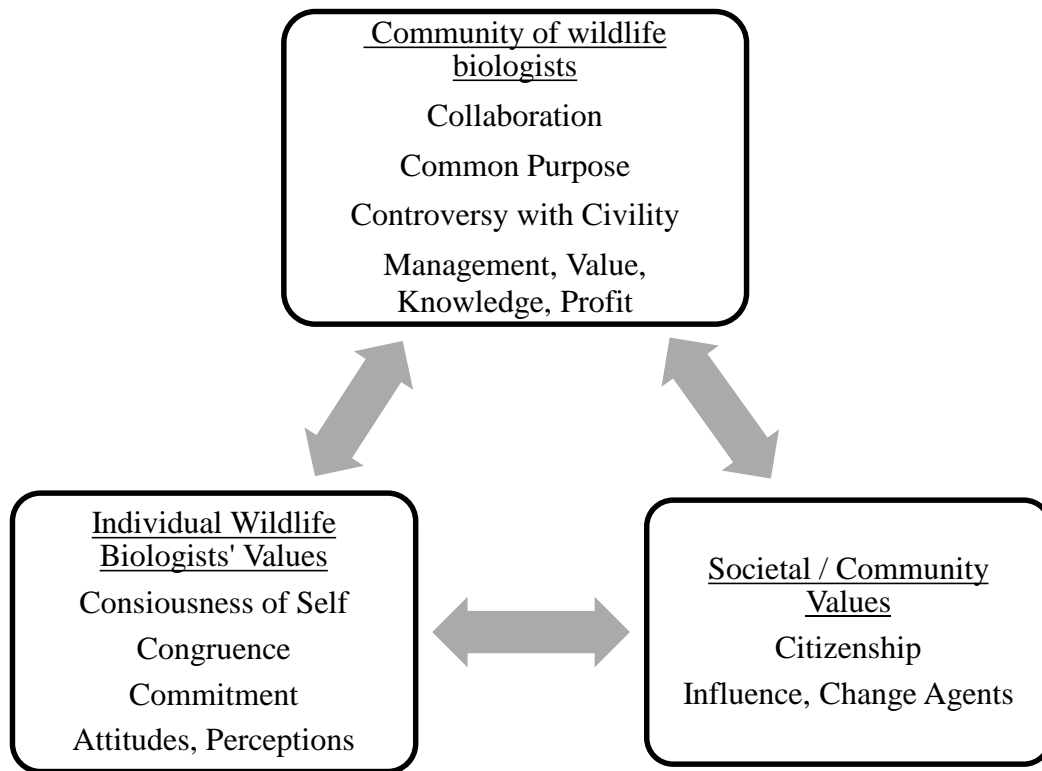 Community of wildlife
biologists
Collaboration
Common Purpose
Controversy with Civility
Management, Value,
Knowledge, Profit
Individual Wildlife
Biologists' Values
Consiousness of Self
Congruence
Commitment
Attitudes, Perceptions
Societal / Community
Values
Citizenship
Influence, Change Agents